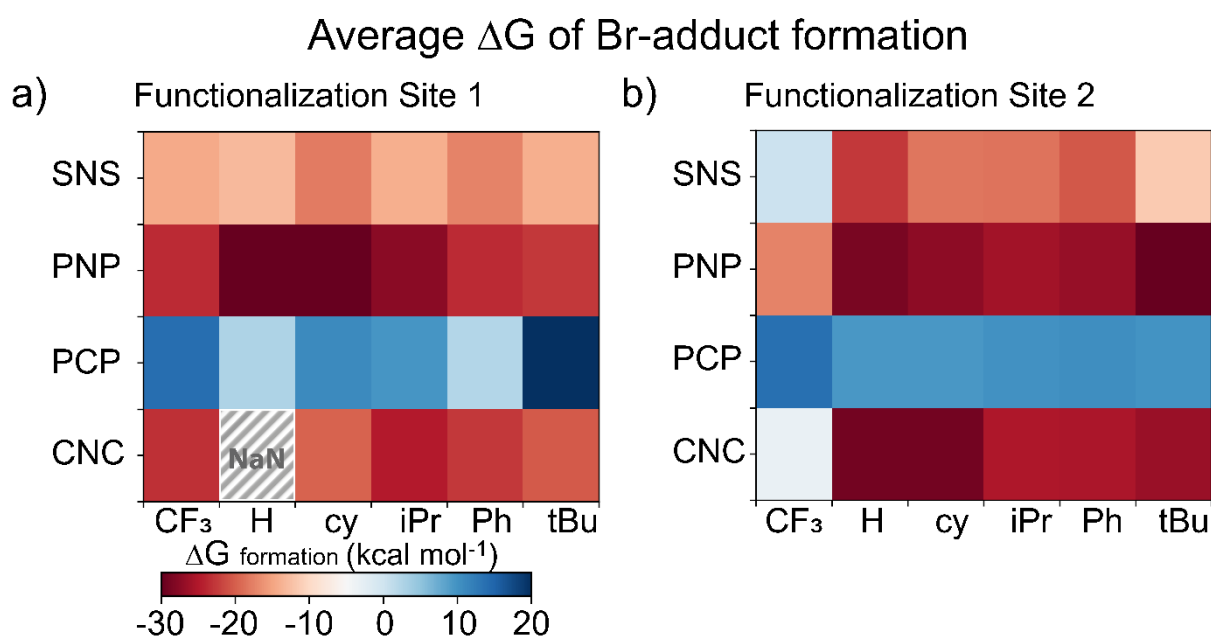 Average ΔG of Br-adduct formation
a) Functionalization Site 1
b) Functionalization Site 2
SNS
PNP
PCP
CNC
NaN
CF₃ H cy iPr Ph tBu
SNS
PNP
PCP
CNC
CF₃ H cy iPr Ph tBu
ΔG formation (kcal mol⁻¹)
-30 -20 -10 0 10 20